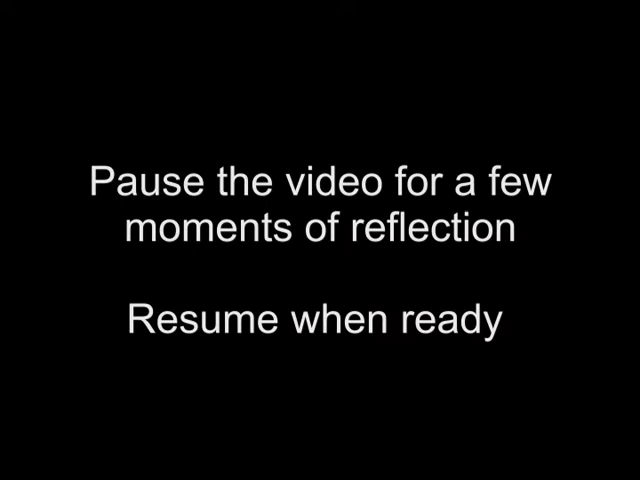 Pause the video for a few
moments of reflection
Resume when ready